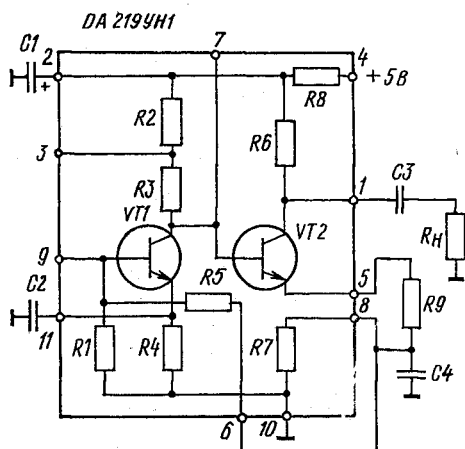 DA 219УН1
C1
2
+
7
4
+5В
R8
R2
R6
3
R3
1
C3
VT1
VT2
Rн
9
R5
5
C2
8
R9
11
R1
R4
R7
C4
6
10